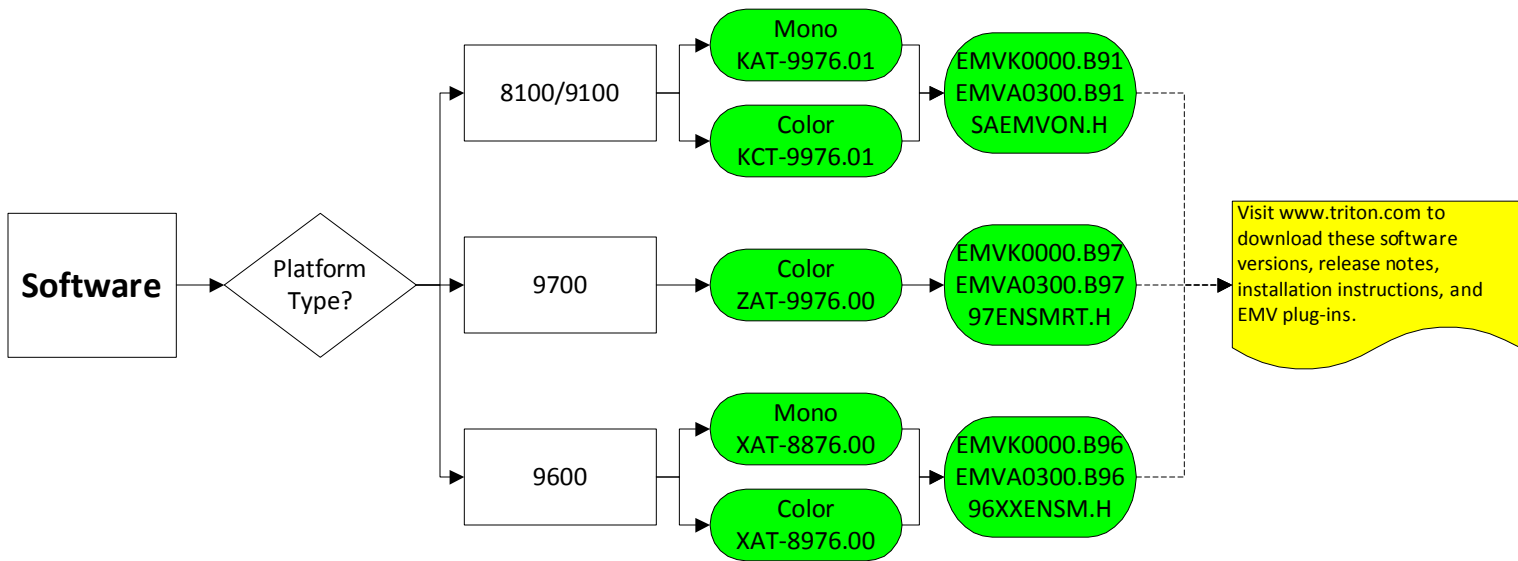 Software
Platform
Type?
8100/9100
Mono
KAT-9976.01
Color
KCT-9976.01
EMVK0000.B91
EMVA0300.B91
SAEMVON.H
9700
Color
ZAT-9976.00
EMVK0000.B97
EMVA0300.B97
97ENSMRT.H
9600
Mono
XAT-8876.00
Color
XAT-8976.00
EMVK0000.B96
EMVA0300.B96
96XXENSM.H
Visit www.triton.com to
download these software
versions, release notes,
installation instructions, and
EMV plug-ins.